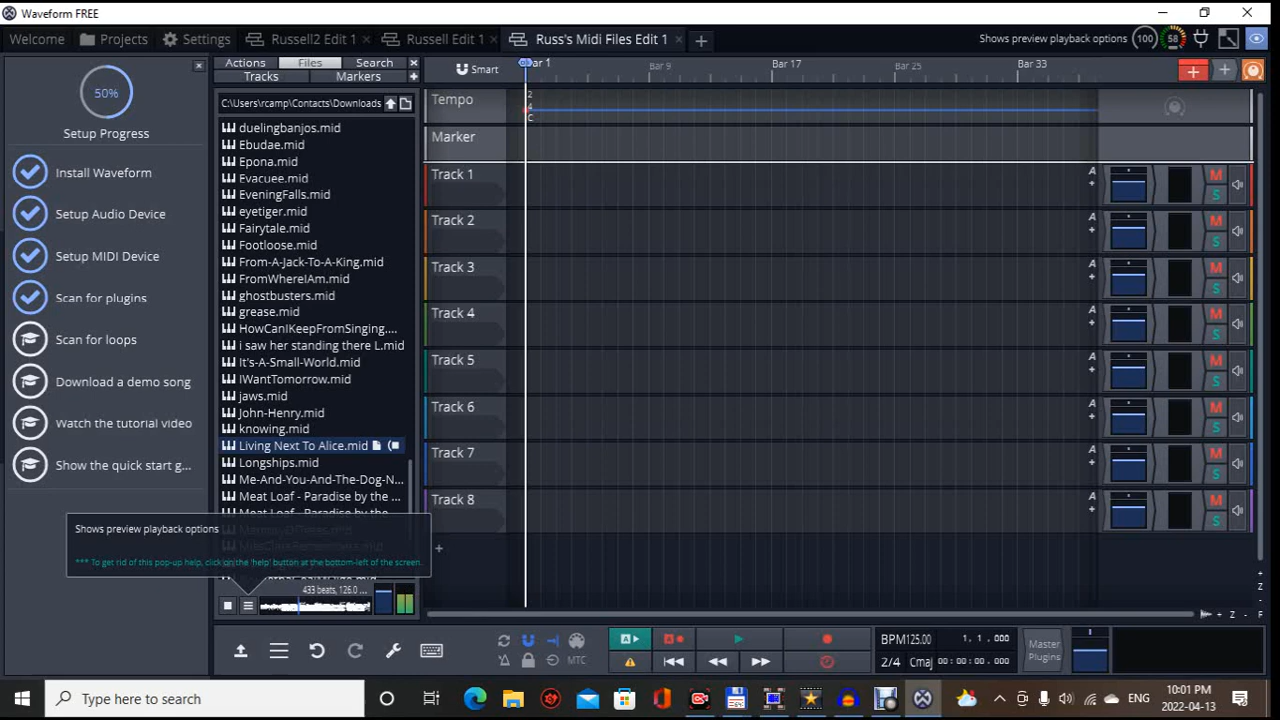 Waveform FREE
Welcome
Projects
Settings
Russell2 Edit 1
Russell Edit 1
Russ's Midi Files Edit 1
Shows preview playback options
100
58
50%
Setup Progress
Install Waveform
Setup Audio Device
Setup MIDI Device
Scan for plugins
Scan for loops
Download a demo song
Watch the tutorial video
Show the quick start g...
Actions
Files
Search
Tracks
Markers
C:\Users\rcamp\Contacts\Downloads
duelingbanjos.mid
Ebudae.mid
Epona.mid
Evacuee.mid
EveningFalls.mid
eyetiger.mid
Fairytale.mid
Footloose.mid
From-A-Jack-To-A-King.mid
FromWhereIAm.mid
ghostbusters.mid
grease.mid
HowCanIKeepFromSinging....
i saw her standing there L.mid
It's-A-Small-World.mid
IWantTomorrow.mid
jaws.mid
John-Henry.mid
knowing.mid
Living Next To Alice.mid
Longships.mid
Me-And-You-And-The-Dog-N...
Meat Loaf - Paradise by the ...
Meat Loaf - Paradise by the
Shows preview playback options
*** To get rid of this pop-up help, click on the 'help' button at the bottom-left of the screen.
433 beats, 126.0 ...
Smart
Bar 1
Bar 9
Bar 17
Bar 25
Bar 33
Tempo
2
4
C
Marker
Track 1
A
M
S
Track 2
A
M
S
Track 3
A
M
S
Track 4
A
M
S
Track 5
A
M
S
Track 6
A
M
S
Track 7
A
M
S
Track 8
A
M
S
Z
Z
F
MTC
A
A
BPM125.00
1, 1, 000
2/4
Cmaj
00:00:00.000
Master
Plugins
Type here to search
ENG
10:01 PM
2022-04-13